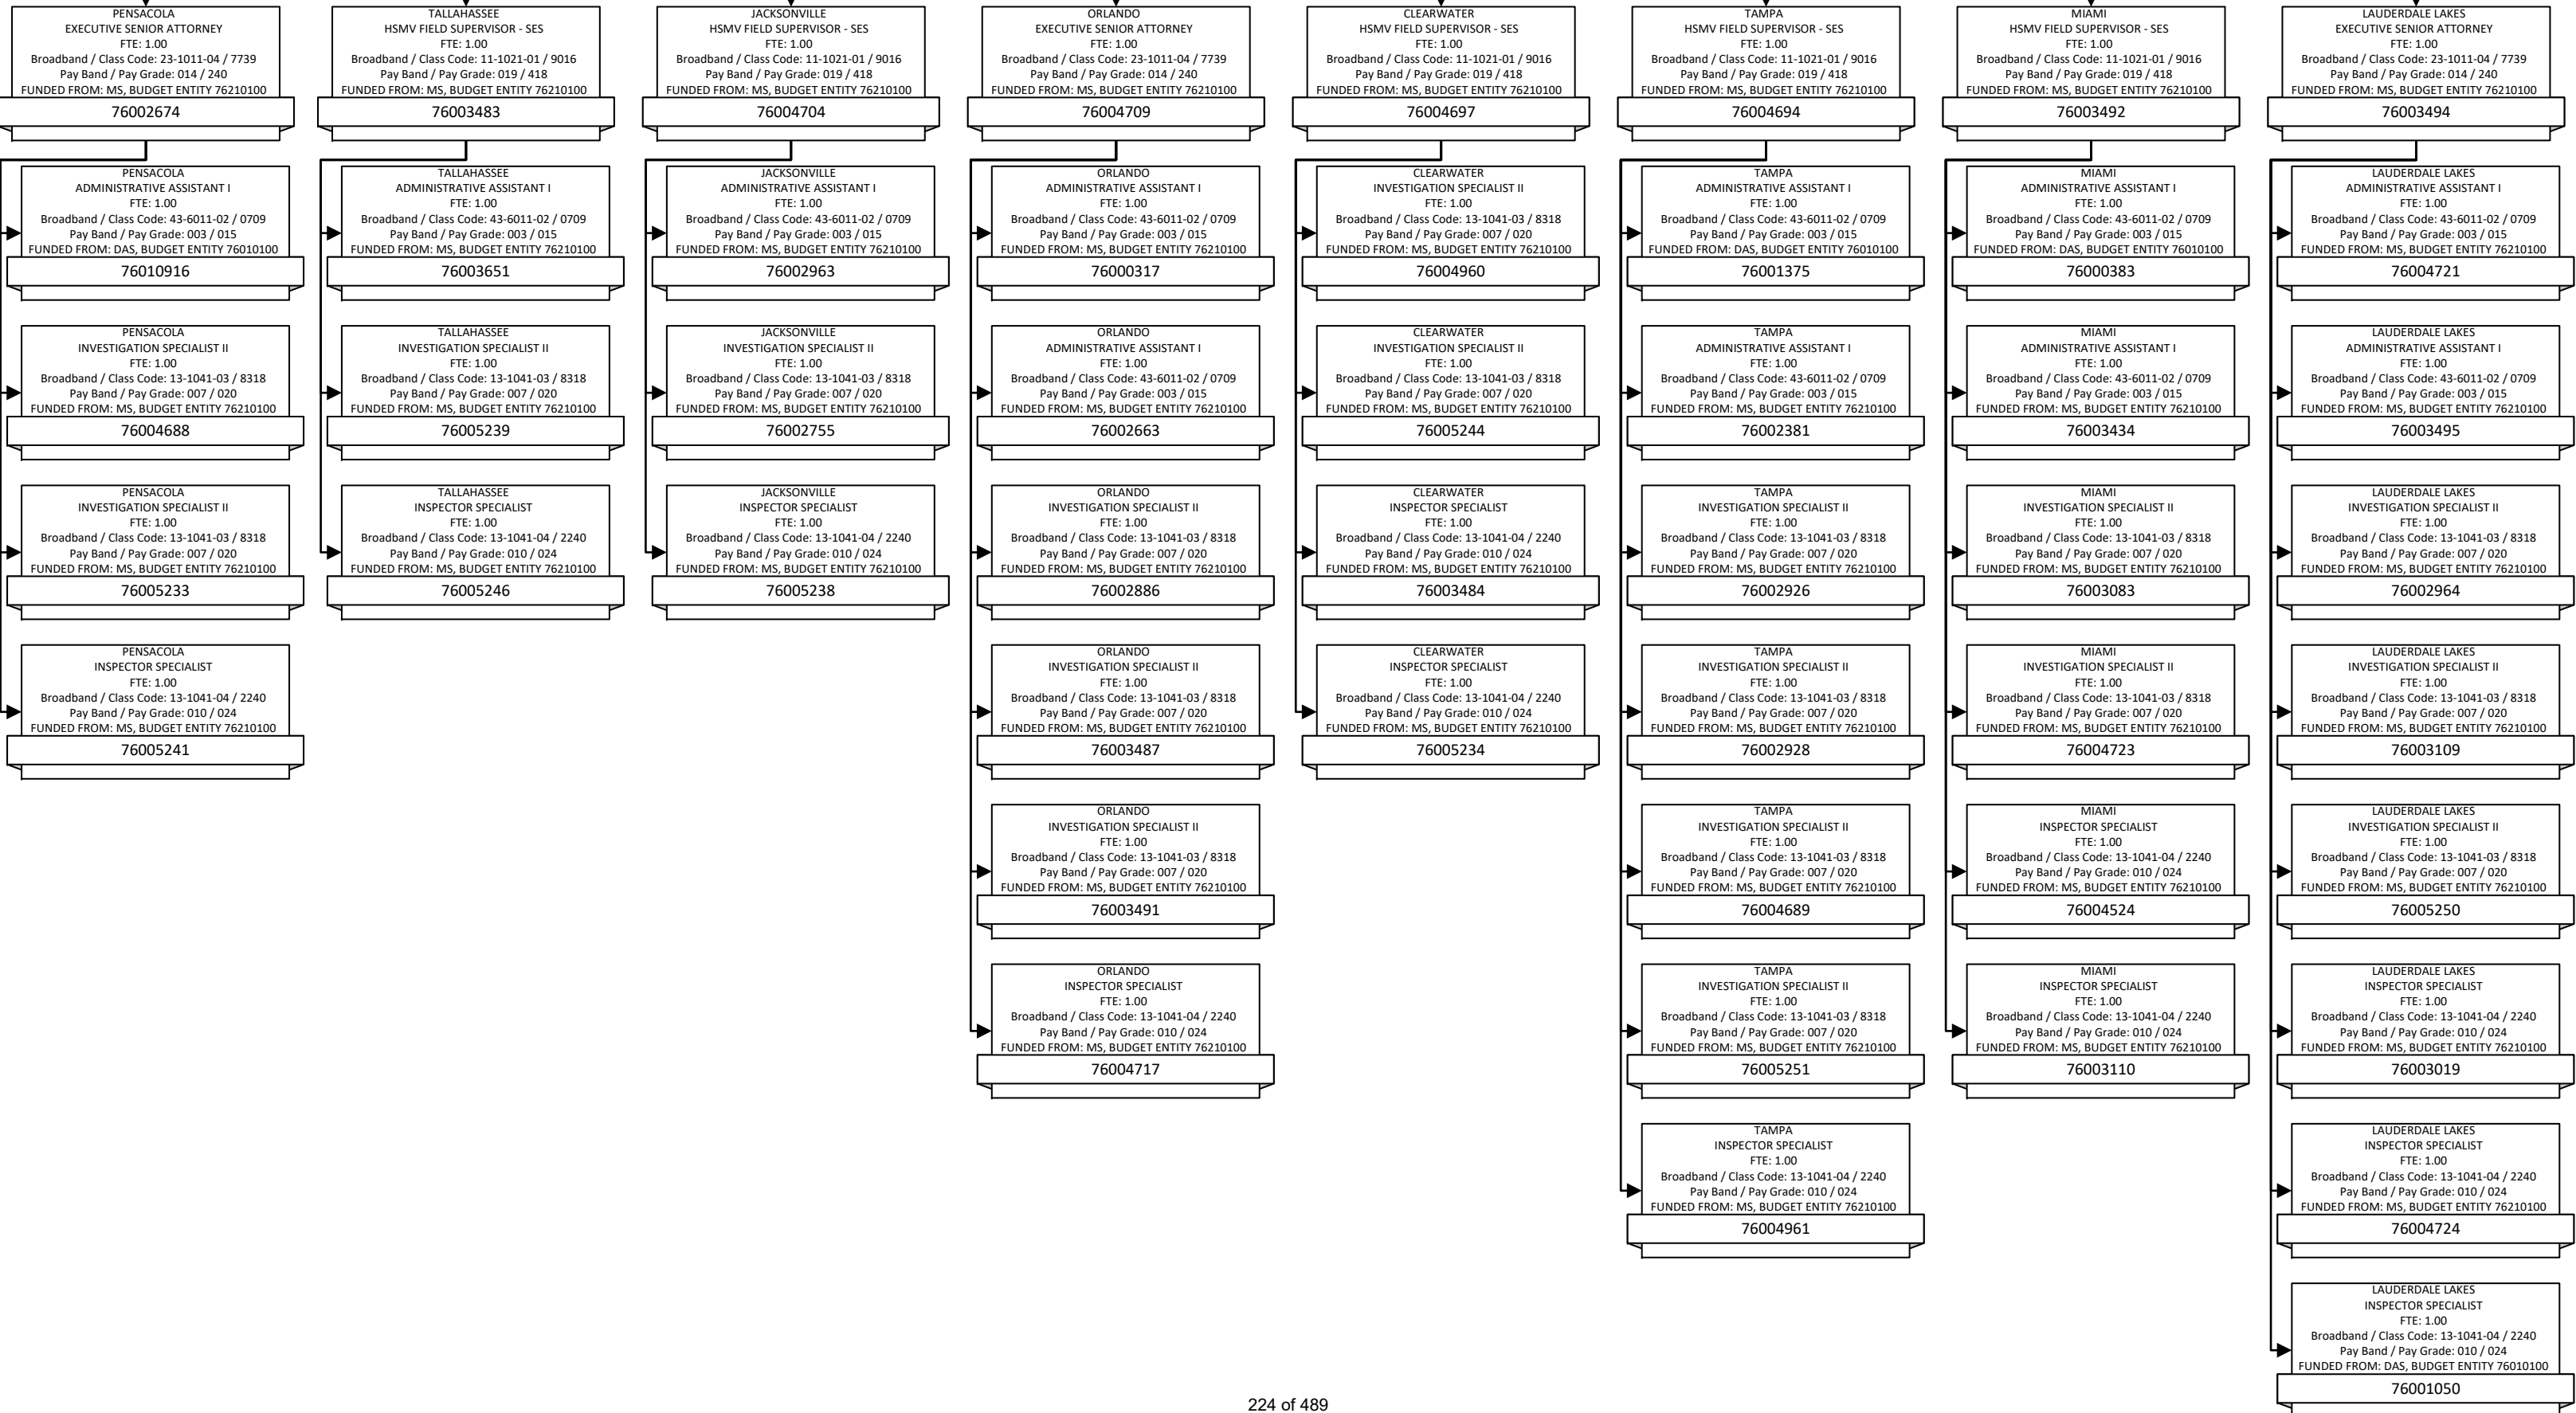 PENSACOLA
EXECUTIVE SENIOR ATTORNEY
FTE: 1.00
Broadband / Class Code: 23-1011-04 / 7739
Pay Band / Pay Grade: 014 / 240
FUNDED FROM: MS, BUDGET ENTITY 76210100
76002674
PENSACOLA
ADMINISTRATIVE ASSISTANT I
FTE: 1.00
Broadband / Class Code: 43-6011-02 / 0709
Pay Band / Pay Grade: 003 / 015
FUNDED FROM: DAS, BUDGET ENTITY 76010100
76010916
PENSACOLA
INVESTIGATION SPECIALIST II
FTE: 1.00
Broadband / Class Code: 13-1041-03 / 8318
Pay Band / Pay Grade: 007 / 020
FUNDED FROM: MS, BUDGET ENTITY 76210100
76004688
PENSACOLA
INVESTIGATION SPECIALIST II
FTE: 1.00
Broadband / Class Code: 13-1041-03 / 8318
Pay Band / Pay Grade: 007 / 020
FUNDED FROM: MS, BUDGET ENTITY 76210100
76005233
PENSACOLA
INSPECTOR SPECIALIST
FTE: 1.00
Broadband / Class Code: 13-1041-04 / 2240
Pay Band / Pay Grade: 010 / 024
FUNDED FROM: MS, BUDGET ENTITY 76210100
76005241
TALLAHASSEE
HSMV FIELD SUPERVISOR - SES
FTE: 1.00
Broadband / Class Code: 11-1021-01 / 9016
Pay Band / Pay Grade: 019 / 418
FUNDED FROM: MS, BUDGET ENTITY 76210100
76003483
TALLAHASSEE
ADMINISTRATIVE ASSISTANT I
FTE: 1.00
Broadband / Class Code: 43-6011-02 / 0709
Pay Band / Pay Grade: 003 / 015
FUNDED FROM: MS, BUDGET ENTITY 76210100
76003651
TALLAHASSEE
INVESTIGATION SPECIALIST II
FTE: 1.00
Broadband / Class Code: 13-1041-03 / 8318
Pay Band / Pay Grade: 007 / 020
FUNDED FROM: MS, BUDGET ENTITY 76210100
76005239
TALLAHASSEE
INSPECTOR SPECIALIST
FTE: 1.00
Broadband / Class Code: 13-1041-04 / 2240
Pay Band / Pay Grade: 010 / 024
FUNDED FROM: MS, BUDGET ENTITY 76210100
76005246
JACKSONVILLE
HSMV FIELD SUPERVISOR - SES
FTE: 1.00
Broadband / Class Code: 11-1021-01 / 9016
Pay Band / Pay Grade: 019 / 418
FUNDED FROM: MS, BUDGET ENTITY 76210100
76004704
JACKSONVILLE
ADMINISTRATIVE ASSISTANT I
FTE: 1.00
Broadband / Class Code: 43-6011-02 / 0709
Pay Band / Pay Grade: 003 / 015
FUNDED FROM: MS, BUDGET ENTITY 76210100
76002963
JACKSONVILLE
INVESTIGATION SPECIALIST II
FTE: 1.00
Broadband / Class Code: 13-1041-03 / 8318
Pay Band / Pay Grade: 007 / 020
FUNDED FROM: MS, BUDGET ENTITY 76210100
76002755
JACKSONVILLE
INSPECTOR SPECIALIST
FTE: 1.00
Broadband / Class Code: 13-1041-04 / 2240
Pay Band / Pay Grade: 010 / 024
FUNDED FROM: MS, BUDGET ENTITY 76210100
76005238
ORLANDO
EXECUTIVE SENIOR ATTORNEY
FTE: 1.00
Broadband / Class Code: 23-1011-04 / 7739
Pay Band / Pay Grade: 014 / 240
FUNDED FROM: MS, BUDGET ENTITY 76210100
76004709
ORLANDO
ADMINISTRATIVE ASSISTANT I
FTE: 1.00
Broadband / Class Code: 43-6011-02 / 0709
Pay Band / Pay Grade: 003 / 015
FUNDED FROM: MS, BUDGET ENTITY 76210100
76000317
ORLANDO
ADMINISTRATIVE ASSISTANT I
FTE: 1.00
Broadband / Class Code: 43-6011-02 / 0709
Pay Band / Pay Grade: 003 / 015
FUNDED FROM: MS, BUDGET ENTITY 76210100
76002663
ORLANDO
INVESTIGATION SPECIALIST II
FTE: 1.00
Broadband / Class Code: 13-1041-03 / 8318
Pay Band / Pay Grade: 007 / 020
FUNDED FROM: MS, BUDGET ENTITY 76210100
76002886
ORLANDO
INVESTIGATION SPECIALIST II
FTE: 1.00
Broadband / Class Code: 13-1041-03 / 8318
Pay Band / Pay Grade: 007 / 020
FUNDED FROM: MS, BUDGET ENTITY 76210100
76003487
ORLANDO
INVESTIGATION SPECIALIST II
FTE: 1.00
Broadband / Class Code: 13-1041-03 / 8318
Pay Band / Pay Grade: 007 / 020
FUNDED FROM: MS, BUDGET ENTITY 76210100
76003491
ORLANDO
INSPECTOR SPECIALIST
FTE: 1.00
Broadband / Class Code: 13-1041-04 / 2240
Pay Band / Pay Grade: 010 / 024
FUNDED FROM: MS, BUDGET ENTITY 76210100
76004717
CLEARWATER
HSMV FIELD SUPERVISOR - SES
FTE: 1.00
Broadband / Class Code: 11-1021-01 / 9016
Pay Band / Pay Grade: 019 / 418
FUNDED FROM: MS, BUDGET ENTITY 76210100
76004697
CLEARWATER
INVESTIGATION SPECIALIST II
FTE: 1.00
Broadband / Class Code: 13-1041-03 / 8318
Pay Band / Pay Grade: 007 / 020
FUNDED FROM: MS, BUDGET ENTITY 76210100
76004960
CLEARWATER
INVESTIGATION SPECIALIST II
FTE: 1.00
Broadband / Class Code: 13-1041-03 / 8318
Pay Band / Pay Grade: 007 / 020
FUNDED FROM: MS, BUDGET ENTITY 76210100
76005244
CLEARWATER
INSPECTOR SPECIALIST
FTE: 1.00
Broadband / Class Code: 13-1041-04 / 2240
Pay Band / Pay Grade: 010 / 024
FUNDED FROM: MS, BUDGET ENTITY 76210100
76003484
CLEARWATER
INSPECTOR SPECIALIST
FTE: 1.00
Broadband / Class Code: 13-1041-04 / 2240
Pay Band / Pay Grade: 010 / 024
FUNDED FROM: MS, BUDGET ENTITY 76210100
76005234
TAMPA
HSMV FIELD SUPERVISOR - SES
FTE: 1.00
Broadband / Class Code: 11-1021-01 / 9016
Pay Band / Pay Grade: 019 / 418
FUNDED FROM: MS, BUDGET ENTITY 76210100
76004694
TAMPA
ADMINISTRATIVE ASSISTANT I
FTE: 1.00
Broadband / Class Code: 43-6011-02 / 0709
Pay Band / Pay Grade: 003 / 015
FUNDED FROM: DAS, BUDGET ENTITY 76010100
76001375
TAMPA
ADMINISTRATIVE ASSISTANT I
FTE: 1.00
Broadband / Class Code: 43-6011-02 / 0709
Pay Band / Pay Grade: 003 / 015
FUNDED FROM: MS, BUDGET ENTITY 76210100
76002381
TAMPA
INVESTIGATION SPECIALIST II
FTE: 1.00
Broadband / Class Code: 13-1041-03 / 8318
Pay Band / Pay Grade: 007 / 020
FUNDED FROM: MS, BUDGET ENTITY 76210100
76002926
TAMPA
INVESTIGATION SPECIALIST II
FTE: 1.00
Broadband / Class Code: 13-1041-03 / 8318
Pay Band / Pay Grade: 007 / 020
FUNDED FROM: MS, BUDGET ENTITY 76210100
76002928
TAMPA
INVESTIGATION SPECIALIST II
FTE: 1.00
Broadband / Class Code: 13-1041-03 / 8318
Pay Band / Pay Grade: 007 / 020
FUNDED FROM: MS, BUDGET ENTITY 76210100
76004689
TAMPA
INVESTIGATION SPECIALIST II
FTE: 1.00
Broadband / Class Code: 13-1041-03 / 8318
Pay Band / Pay Grade: 007 / 020
FUNDED FROM: MS, BUDGET ENTITY 76210100
76005251
TAMPA
INSPECTOR SPECIALIST
FTE: 1.00
Broadband / Class Code: 13-1041-04 / 2240
Pay Band / Pay Grade: 010 / 024
FUNDED FROM: MS, BUDGET ENTITY 76210100
76004961
MIAMI
HSMV FIELD SUPERVISOR - SES
FTE: 1.00
Broadband / Class Code: 11-1021-01 / 9016
Pay Band / Pay Grade: 019 / 418
FUNDED FROM: MS, BUDGET ENTITY 76210100
76003492
MIAMI
ADMINISTRATIVE ASSISTANT I
FTE: 1.00
Broadband / Class Code: 43-6011-02 / 0709
Pay Band / Pay Grade: 003 / 015
FUNDED FROM: DAS, BUDGET ENTITY 76010100
76000383
MIAMI
ADMINISTRATIVE ASSISTANT I
FTE: 1.00
Broadband / Class Code: 43-6011-02 / 0709
Pay Band / Pay Grade: 003 / 015
FUNDED FROM: MS, BUDGET ENTITY 76210100
76003434
MIAMI
INVESTIGATION SPECIALIST II
FTE: 1.00
Broadband / Class Code: 13-1041-03 / 8318
Pay Band / Pay Grade: 007 / 020
FUNDED FROM: MS, BUDGET ENTITY 76210100
76003083
MIAMI
INVESTIGATION SPECIALIST II
FTE: 1.00
Broadband / Class Code: 13-1041-03 / 8318
Pay Band / Pay Grade: 007 / 020
FUNDED FROM: MS, BUDGET ENTITY 76210100
76004723
MIAMI
INSPECTOR SPECIALIST
FTE: 1.00
Broadband / Class Code: 13-1041-04 / 2240
Pay Band / Pay Grade: 010 / 024
FUNDED FROM: MS, BUDGET ENTITY 76210100
76004524
MIAMI
INSPECTOR SPECIALIST
FTE: 1.00
Broadband / Class Code: 13-1041-04 / 2240
Pay Band / Pay Grade: 010 / 024
FUNDED FROM: MS, BUDGET ENTITY 76210100
76003110
LAUDERDALE LAKES
EXECUTIVE SENIOR ATTORNEY
FTE: 1.00
Broadband / Class Code: 23-1011-04 / 7739
Pay Band / Pay Grade: 014 / 240
FUNDED FROM: MS, BUDGET ENTITY 76210100
76003494
LAUDERDALE LAKES
ADMINISTRATIVE ASSISTANT I
FTE: 1.00
Broadband / Class Code: 43-6011-02 / 0709
Pay Band / Pay Grade: 003 / 015
FUNDED FROM: MS, BUDGET ENTITY 76210100
76004721
LAUDERDALE LAKES
ADMINISTRATIVE ASSISTANT I
FTE: 1.00
Broadband / Class Code: 43-6011-02 / 0709
Pay Band / Pay Grade: 003 / 015
FUNDED FROM: MS, BUDGET ENTITY 76210100
76003495
LAUDERDALE LAKES
INVESTIGATION SPECIALIST II
FTE: 1.00
Broadband / Class Code: 13-1041-03 / 8318
Pay Band / Pay Grade: 007 / 020
FUNDED FROM: MS, BUDGET ENTITY 76210100
76002964
LAUDERDALE LAKES
INVESTIGATION SPECIALIST II
FTE: 1.00
Broadband / Class Code: 13-1041-03 / 8318
Pay Band / Pay Grade: 007 / 020
FUNDED FROM: MS, BUDGET ENTITY 76210100
76003109
LAUDERDALE LAKES
INVESTIGATION SPECIALIST II
FTE: 1.00
Broadband / Class Code: 13-1041-03 / 8318
Pay Band / Pay Grade: 007 / 020
FUNDED FROM: MS, BUDGET ENTITY 76210100
76005250
LAUDERDALE LAKES
INSPECTOR SPECIALIST
FTE: 1.00
Broadband / Class Code: 13-1041-04 / 2240
Pay Band / Pay Grade: 010 / 024
FUNDED FROM: MS, BUDGET ENTITY 76210100
76003019
LAUDERDALE LAKES
INSPECTOR SPECIALIST
FTE: 1.00
Broadband / Class Code: 13-1041-04 / 2240
Pay Band / Pay Grade: 010 / 024
FUNDED FROM: MS, BUDGET ENTITY 76210100
76004724
LAUDERDALE LAKES
INSPECTOR SPECIALIST
FTE: 1.00
Broadband / Class Code: 13-1041-04 / 2240
Pay Band / Pay Grade: 010 / 024
FUNDED FROM: DAS, BUDGET ENTITY 76010100
76001050
224 of 489